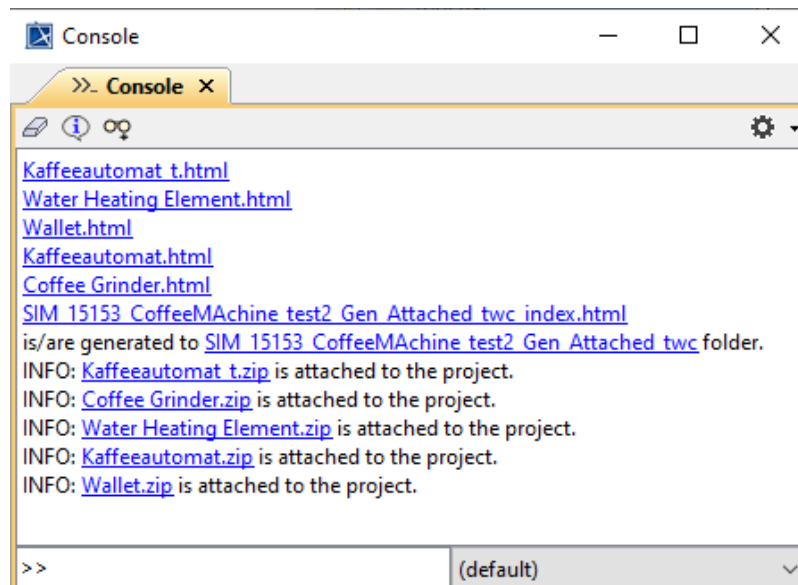 Console
Console
Kaffeeautomat_t.html
Water Heating Element.html
Wallet.html
Kaffeeautomat.html
Coffee Grinder.html
SIM_15153_CoffeeMAchine_test2_Gen_Attached_twc_index.html
is/are generated to SIM_15153_CoffeeMAchine_test2_Gen_Attached_twc folder.
INFO: Kaffeeautomat_t.zip is attached to the project.
INFO: Coffee Grinder.zip is attached to the project.
INFO: Water Heating Element.zip is attached to the project.
INFO: Kaffeeautomat.zip is attached to the project.
INFO: Wallet.zip is attached to the project.
>> (default)